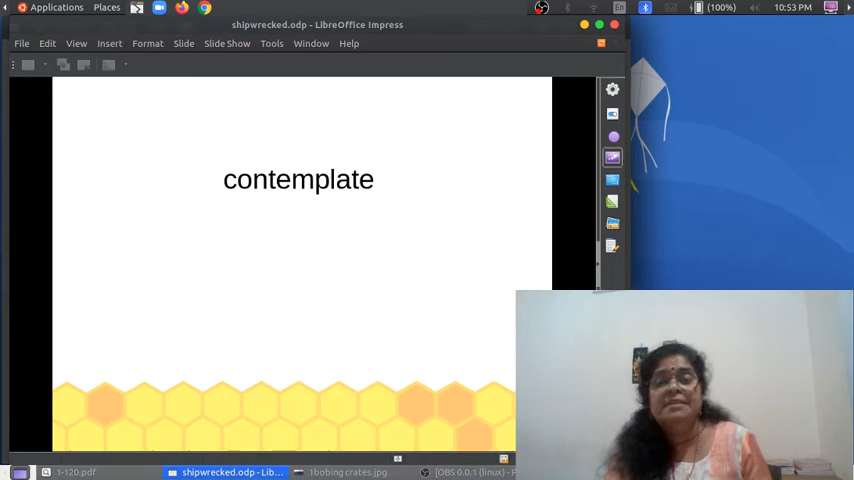 Applications Places En (100%) 10:53 PM
shipwrecked.odp - LibreOffice Impress
File Edit View Insert Format Slide Slide Show Tools Window Help
contemplate
1-120.pdf shipwrecked.odp - Lib... 1bobing crates.jpg [OBS 0.0.1 (linux) - P